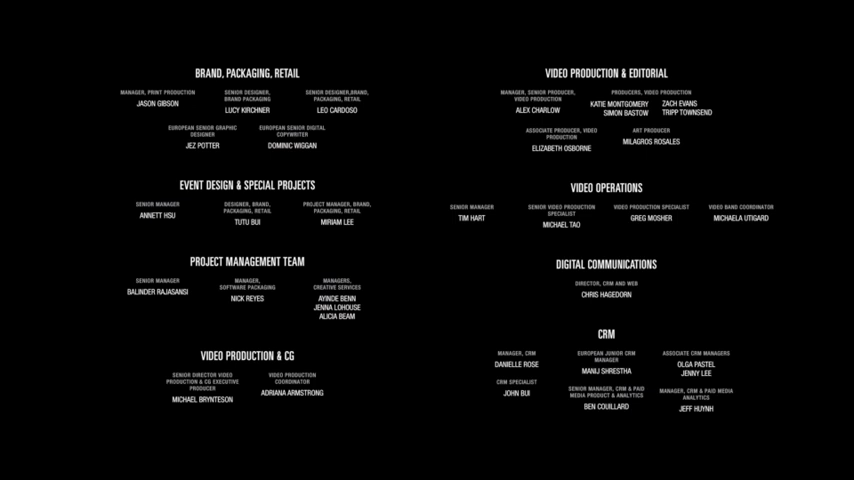 BRAND, PACKAGING, RETAIL
MANAGER, PRINT PRODUCTION
JASON GIBSON
SENIOR DESIGNER,
BRAND PACKAGING
LUCY KIRCHNER
SENIOR DESIGNER,BRAND,
PACKAGING, RETAIL
LEO CARDOSO
EUROPEAN SENIOR GRAPHIC
DESIGNER
JEZ POTTER
EUROPEAN SENIOR DIGITAL
COPYWRITER
DOMINIC WIGGAN
EVENT DESIGN & SPECIAL PROJECTS
SENIOR MANAGER
ANNETT HSU
DESIGNER, BRAND,
PACKAGING, RETAIL
TUTU BUI
PROJECT MANAGER, BRAND,
PACKAGING, RETAIL
MIRIAM LEE
PROJECT MANAGEMENT TEAM
SENIOR MANAGER
BALINDER RAJASANSI
MANAGER,
SOFTWARE PACKAGING
NICK REYES
MANAGERS,
CREATIVE SERVICES
AYINDE BENN
JENNA LOHOUSE
ALICIA BEAM
VIDEO PRODUCTION & CG
SENIOR DIRECTOR VIDEO
PRODUCTION & CG EXECUTIVE
PRODUCER
MICHAEL BRYNTESON
VIDEO PRODUCTION
COORDINATOR
ADRIANA ARMSTRONG
VIDEO PRODUCTION & EDITORIAL
MANAGER, SENIOR PRODUCER,
VIDEO PRODUCTION
ALEX CHARLOW
PRODUCERS, VIDEO PRODUCTION
KATIE MONTGOMERY
SIMON BASTOW
ZACH EVANS
TRIPP TOWNSEND
ASSOCIATE PRODUCER, VIDEO
PRODUCTION
ELIZABETH OSBORNE
ART PRODUCER
MILAGROS ROSALES
VIDEO OPERATIONS
SENIOR MANAGER
TIM HART
SENIOR VIDEO PRODUCTION
SPECIALIST
MICHAEL TAO
VIDEO PRODUCTION SPECIALIST
GREG MOSHER
VIDEO BAND COORDINATOR
MICHAELA UTIGARD
DIGITAL COMMUNICATIONS
DIRECTOR, CRM AND WEB
CHRIS HAGEDORN
CRM
MANAGER, CRM
DANIELLE ROSE
EUROPEAN JUNIOR CRM
MANAGER
MANIJ SHRESTHA
ASSOCIATE CRM MANAGERS
OLGA PASTEL
JENNY LEE
CRM SPECIALIST
JOHN BUI
SENIOR MANAGER, CRM & PAID
MEDIA PRODUCT & ANALYTICS
BEN COUILLARD
MANAGER, CRM & PAID MEDIA
ANALYTICS
JEFF HUYNH